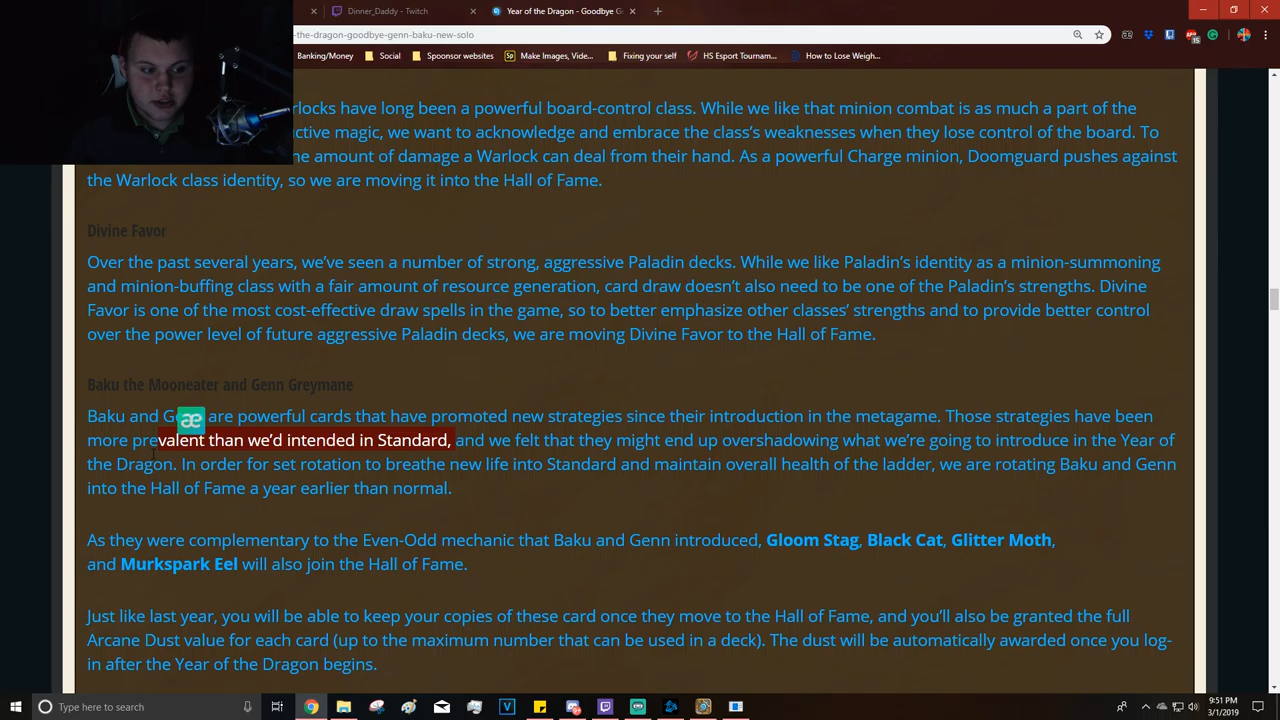 Dinner_Daddy - Twitch
Year of the Dragon - Goodbye G
-the-dragon-goodbye-genn-baku-new-solo
Banking/Money Social Spoonsor websites Make Images, Vide... Fixing your self HS Esport Tournam... How to Lose Weigh...
rlocks have long been a powerful board-control class. While we like that minion combat is as much a part of the
uctive magic, we want to acknowledge and embrace the class's weaknesses when they lose control of the board. To
he amount of damage a Warlock can deal from their hand. As a powerful Charge minion, Doomguard pushes against
the Warlock class identity, so we are moving it into the Hall of Fame.
Divine Favor
Over the past several years, we've seen a number of strong, aggressive Paladin decks. While we like Paladin's identity as a minion-summoning
and minion-buffing class with a fair amount of resource generation, card draw doesn't also need to be one of the Paladin's strengths. Divine
Favor is one of the most cost-effective draw spells in the game, so to better emphasize other classes' strengths and to provide better control
over the power level of future aggressive Paladin decks, we are moving Divine Favor to the Hall of Fame.
Baku the Mooneater and Genn Greymane
Baku and Ge æ are powerful cards that have promoted new strategies since their introduction in the metagame. Those strategies have been
more prevalent than we'd intended in Standard, and we felt that they might end up overshadowing what we're going to introduce in the Year of
the Dragon. In order for set rotation to breathe new life into Standard and maintain overall health of the ladder, we are rotating Baku and Genn
into the Hall of Fame a year earlier than normal.
As they were complementary to the Even-Odd mechanic that Baku and Genn introduced, Gloom Stag, Black Cat, Glitter Moth,
and Murkspark Eel will also join the Hall of Fame.
Just like last year, you will be able to keep your copies of these card once they move to the Hall of Fame, and you'll also be granted the full
Arcane Dust value for each card (up to the maximum number that can be used in a deck). The dust will be automatically awarded once you log-
in after the Year of the Dragon begins.
Type here to search
9:51 PM
3/1/2019